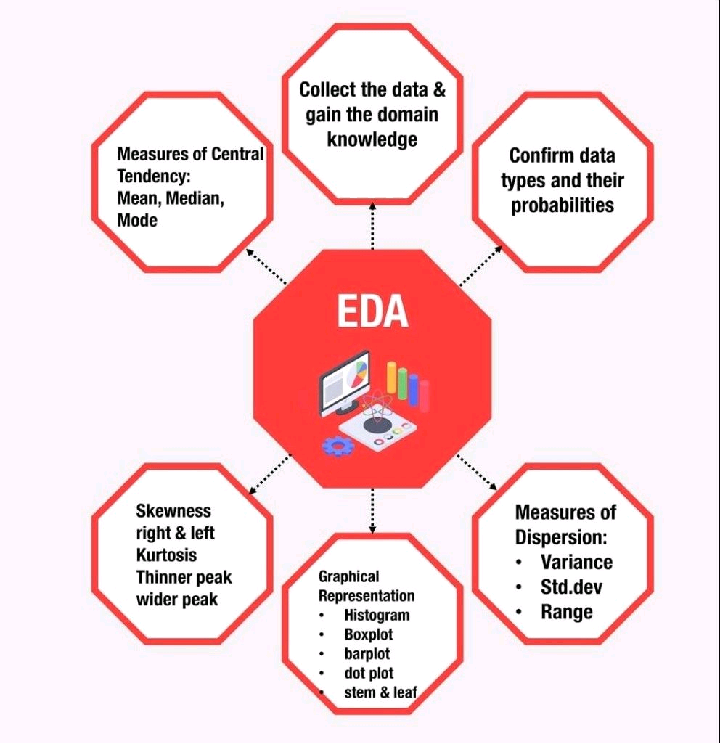 Collect the data &
gain the domain
knowledge
Measures of Central
Tendency:
Mean, Median,
Mode
Confirm data
types and their
probabilities
EDA
Skewness
right & left
Kurtosis
Thinner peak
wider peak
Graphical
Representation
• Histogram
• Boxplot
• barplot
• dot plot
• stem & leaf
Measures of
Dispersion:
• Variance
• Std.dev
• Range